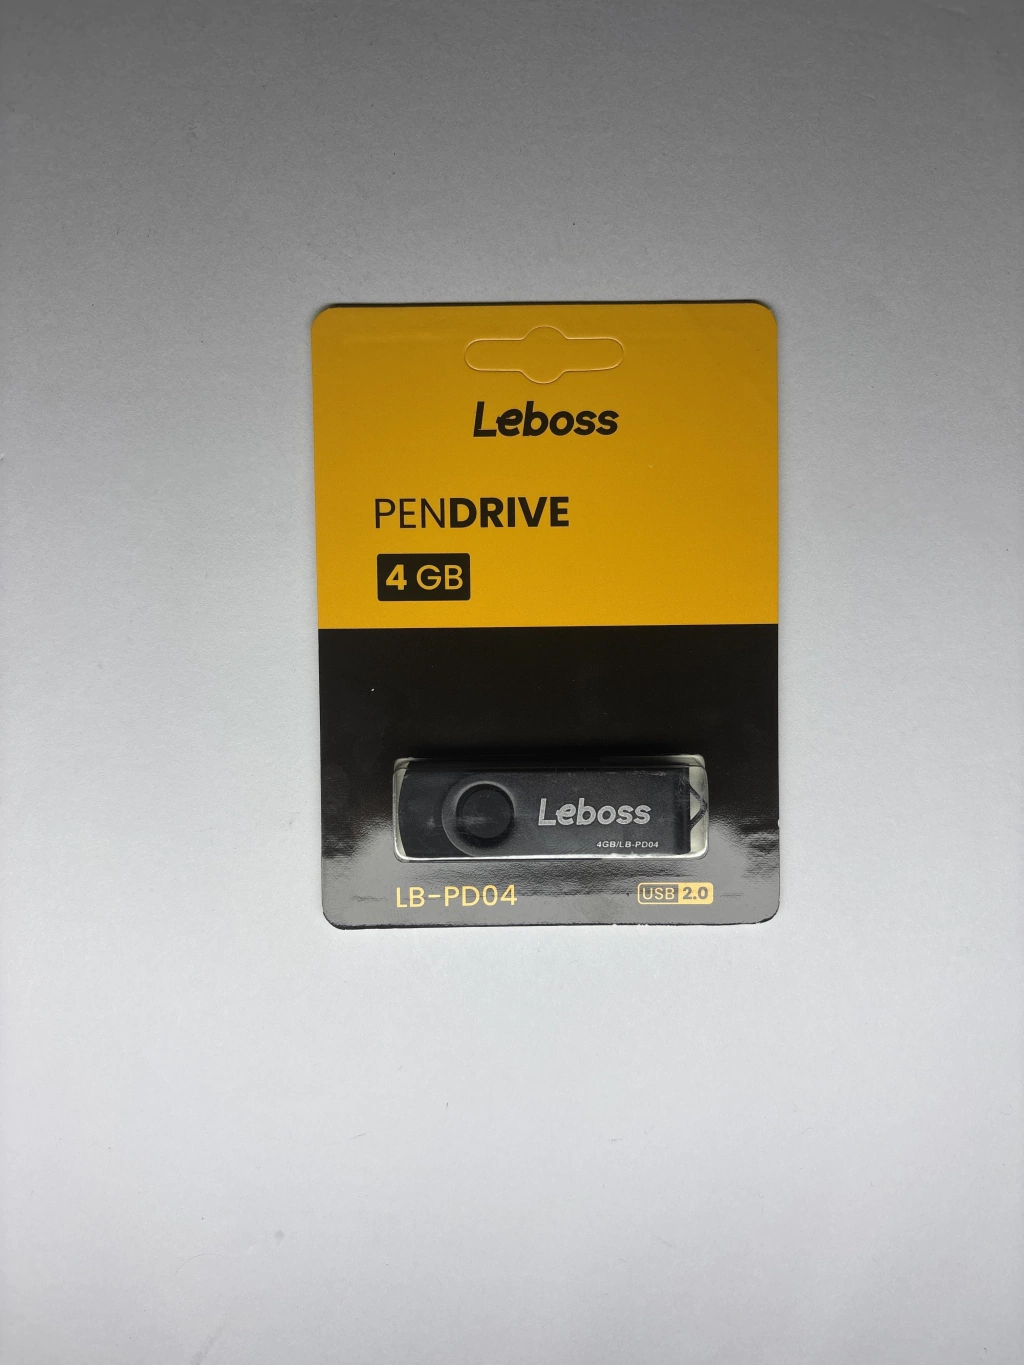 Leboss
PENDRIVE
4 GB
Leboss
4GB/LB-PD04
LB-PD04
USB 2.0